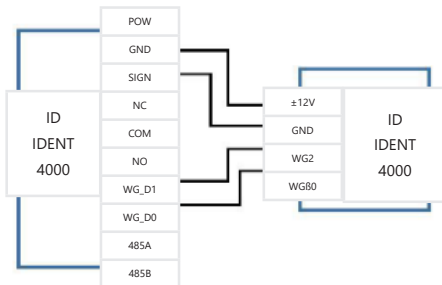 POW
GND
SIGN
NC
COM
NO
WG_D1
WG_D0
485A
485B
ID
IDENT
4000
±12V
GND
WG2
WGß0
ID
IDENT
4000